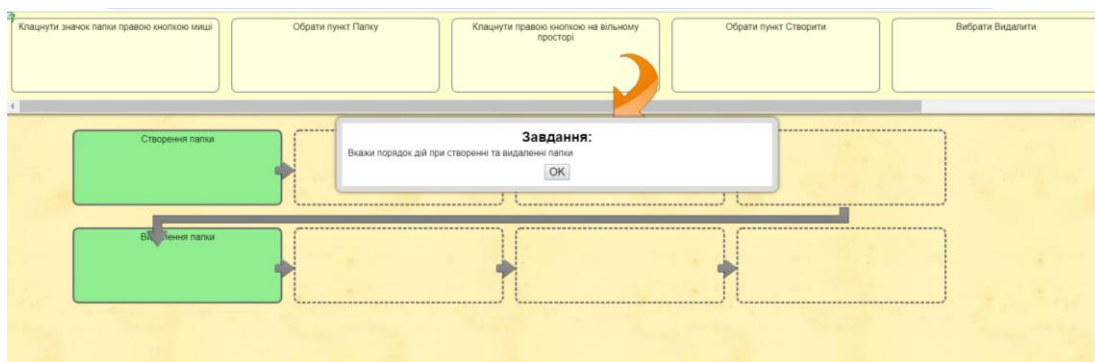 Клацнути значок папки правою кнопкою миші
Обрати пункт Папку
Клацнути правою кнопкою на вільному
просторі
Обрати пункт Створити
Вибрати Видалити
Завдання:
Вкажи порядок дій при створенні та видаленні папки
OK
Створення папки
папки